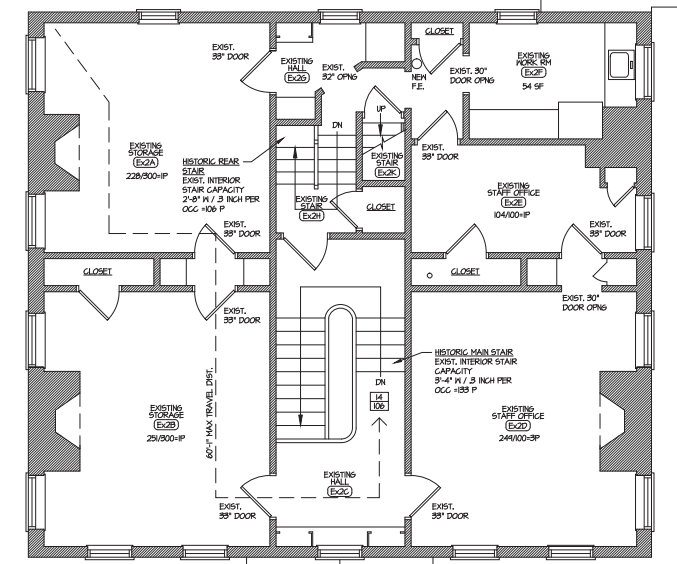 CLOSET
EXIST.
33" DOOR
EXISTING
HALL
Ex2G
EXIST.
32" OPNG
NEW
F.E.
EXIST. 30"
DOOR OPNG
EXISTING
WORK RM
Ex2F
54 SF
UP
DN
EXISTING
STORAGE
Ex2A
228/300=1P
HISTORIC REAR
STAIR
EXIST. INTERIOR
STAIR CAPACITY
2'-8" W / .3 INCH PER
OCC =106 P
EXISTING
STAIR
Ex2K
EXIST.
33" DOOR
EXISTING
STAIR
Ex2H
CLOSET
EXISTING
STAFF OFFICE
Ex2E
104/100=1P
EXIST.
33" DOOR
EXIST.
33" DOOR
CLOSET
CLOSET
EXIST. 30"
DOOR OPNG
EXIST.
33" DOOR
HISTORIC MAIN STAIR
EXIST. INTERIOR STAIR
CAPACITY
3'-4" W / .3 INCH PER
OCC =133 P
DN
14
106
60'-1" MAX TRAVEL DIST.
EXISTING
STORAGE
Ex2B
251/300=1P
EXISTING
STAFF OFFICE
Ex2D
249/100=3P
EXISTING
HALL
Ex2C
EXIST.
33" DOOR
EXIST.
33" DOOR